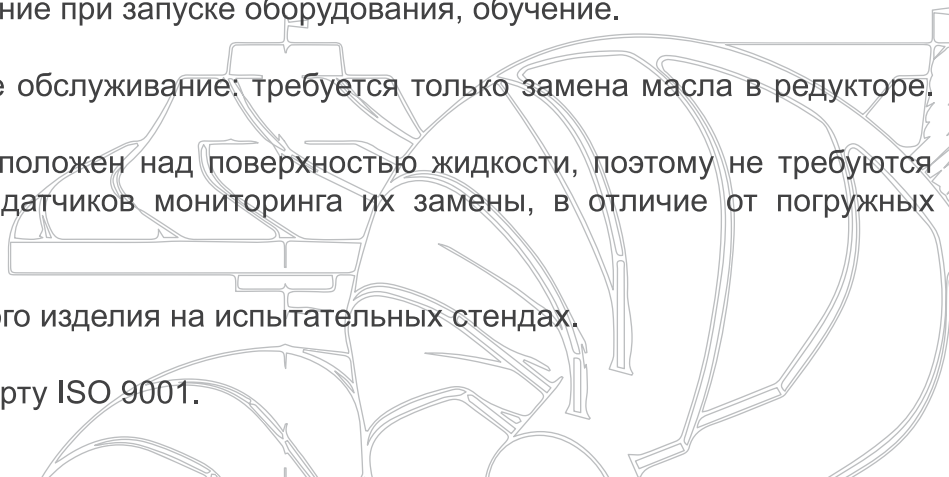 ние при запуске оборудования, обучение.
е обслуживание: требуется только замена масла в редукторе.
положен над поверхностью жидкости, поэтому не требуются
датчиков мониторинга их замены, в отличие от погружных
ого изделия на испытательных стендах.
рту ISO 9001.